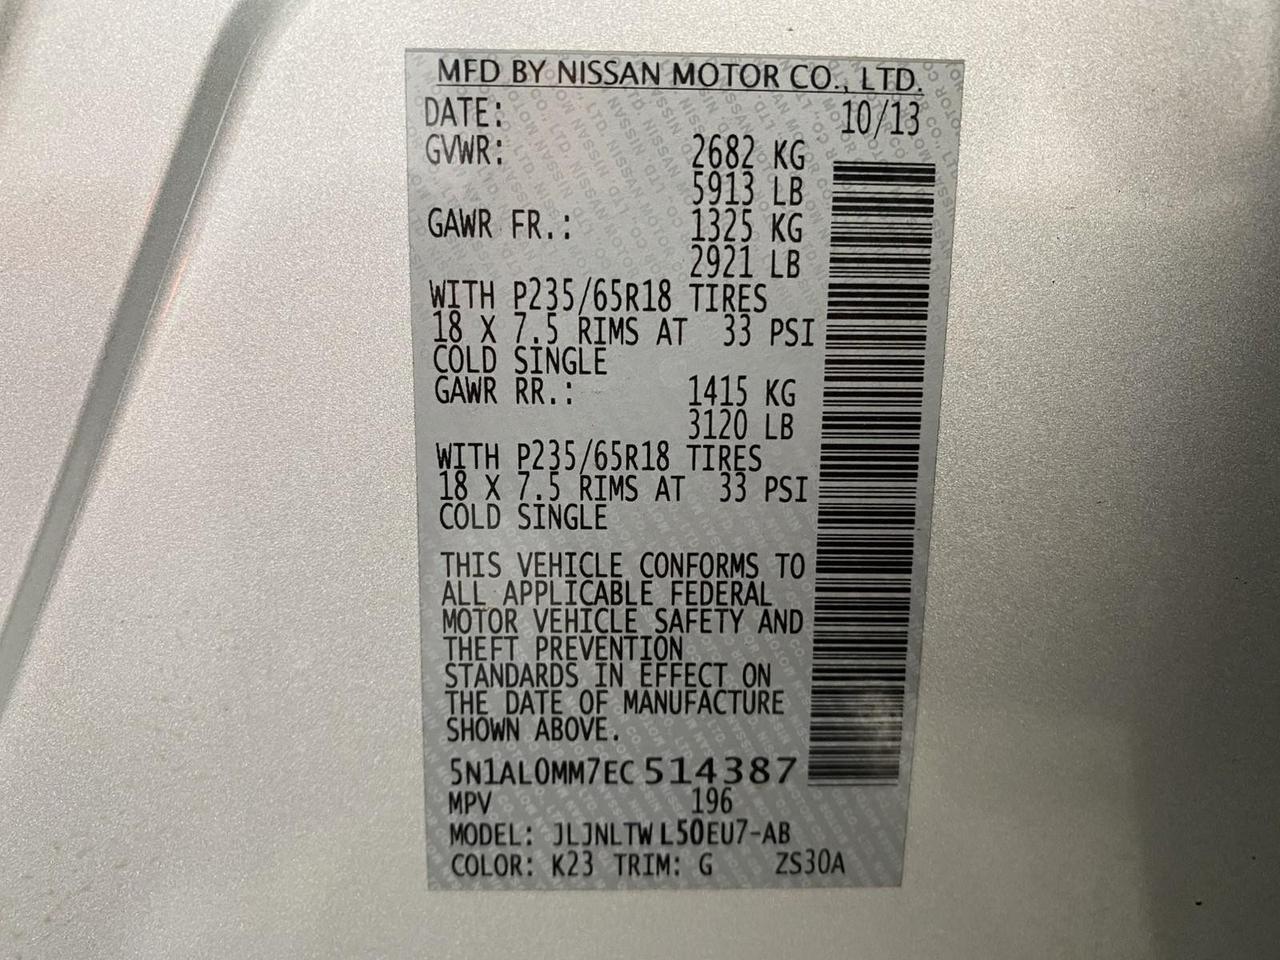 MFD BY NISSAN MOTOR CO., LTD.
DATE: 10/13
GVWR: 2682 KG
5913 LB
GAWR FR.: 1325 KG
2921 LB
WITH P235/65R18 TIRES
18 X 7.5 RIMS AT 33 PSI
COLD SINGLE
GAWR RR.: 1415 KG
3120 LB
WITH P235/65R18 TIRES
18 X 7.5 RIMS AT 33 PSI
COLD SINGLE
THIS VEHICLE CONFORMS TO
ALL APPLICABLE FEDERAL
MOTOR VEHICLE SAFETY AND
THEFT PREVENTION
STANDARDS IN EFFECT ON
THE DATE OF MANUFACTURE
SHOWN ABOVE.
5N1AL0MM7EC 514387
MPV 196
MODEL: JLJNLTW L50EU7-AB
COLOR: K23 TRIM: G ZS30A